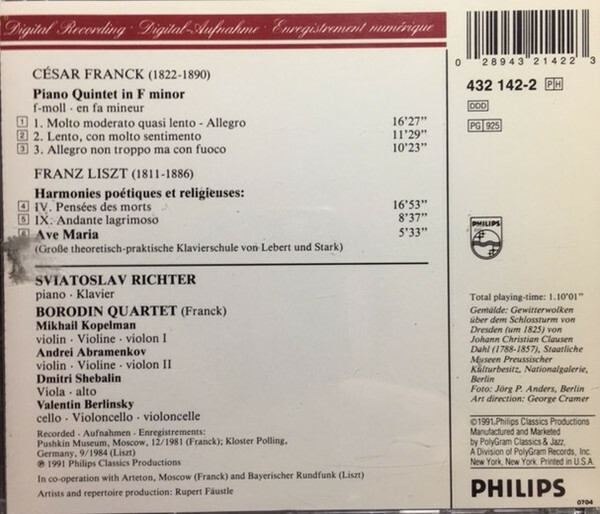 Digital Recording · Digital-Aufnahme · Enregistrement numérique
CÉSAR FRANCK (1822-1890)
Piano Quintet in F minor
f-moll · en fa mineur
1 1. Molto moderato quasi lento - Allegro 16'27"
2 2. Lento, con molto sentimento 11'29"
3 3. Allegro non troppo ma con fuoco 10'23"
FRANZ LISZT (1811-1886)
Harmonies poétiques et religieuses:
4 IV. Pensées des morts 16'53"
5 IX. Andante lagrimoso 8'37"
6 Ave Maria 5'33"
(Große theoretisch-praktische Klavierschule von Lebert und Stark)
SVIATOSLAV RICHTER
piano · Klavier
BORODIN QUARTET (Franck)
Mikhail Kopelman
violin · Violine · violon I
Andrei Abramenkov
violin · Violine · violon II
Dmitri Shebalin
Viola · alto
Valentin Berlinsky
cello · Violoncello · violoncelle
Recorded · Aufnahmen · Enregistrements:
Pushkin Museum, Moscow, 12/1981 (Franck); Kloster Polling,
Germany, 9/1984 (Liszt)
℗ 1991 Philips Classics Productions
In co-operation with Arteton, Moscow (Franck) and Bayerischer Rundfunk (Liszt)
Artists and repertoire production: Rupert Fäustle
0 28943 21422 3
432 142-2 PH
DDD
PG 925
PHILIPS
Total playing-time: 1.10'01"
Gemälde: Gewitterwolken
über dem Schlossturm von
Dresden (um 1825) von
Johann Christian Clausen
Dahl (1788-1857), Staatliche
Museen Preussischer
Kulturbesitz, Nationalgalerie,
Berlin
Foto: Jörg P. Anders, Berlin
Art direction: George Cramer
©1991 Philips Classics Productions
Manufactured and Marketed
by PolyGram Classics & Jazz,
A Division of PolyGram Records, Inc.
New York, New York. Printed in U.S.A.
PHILIPS
0704